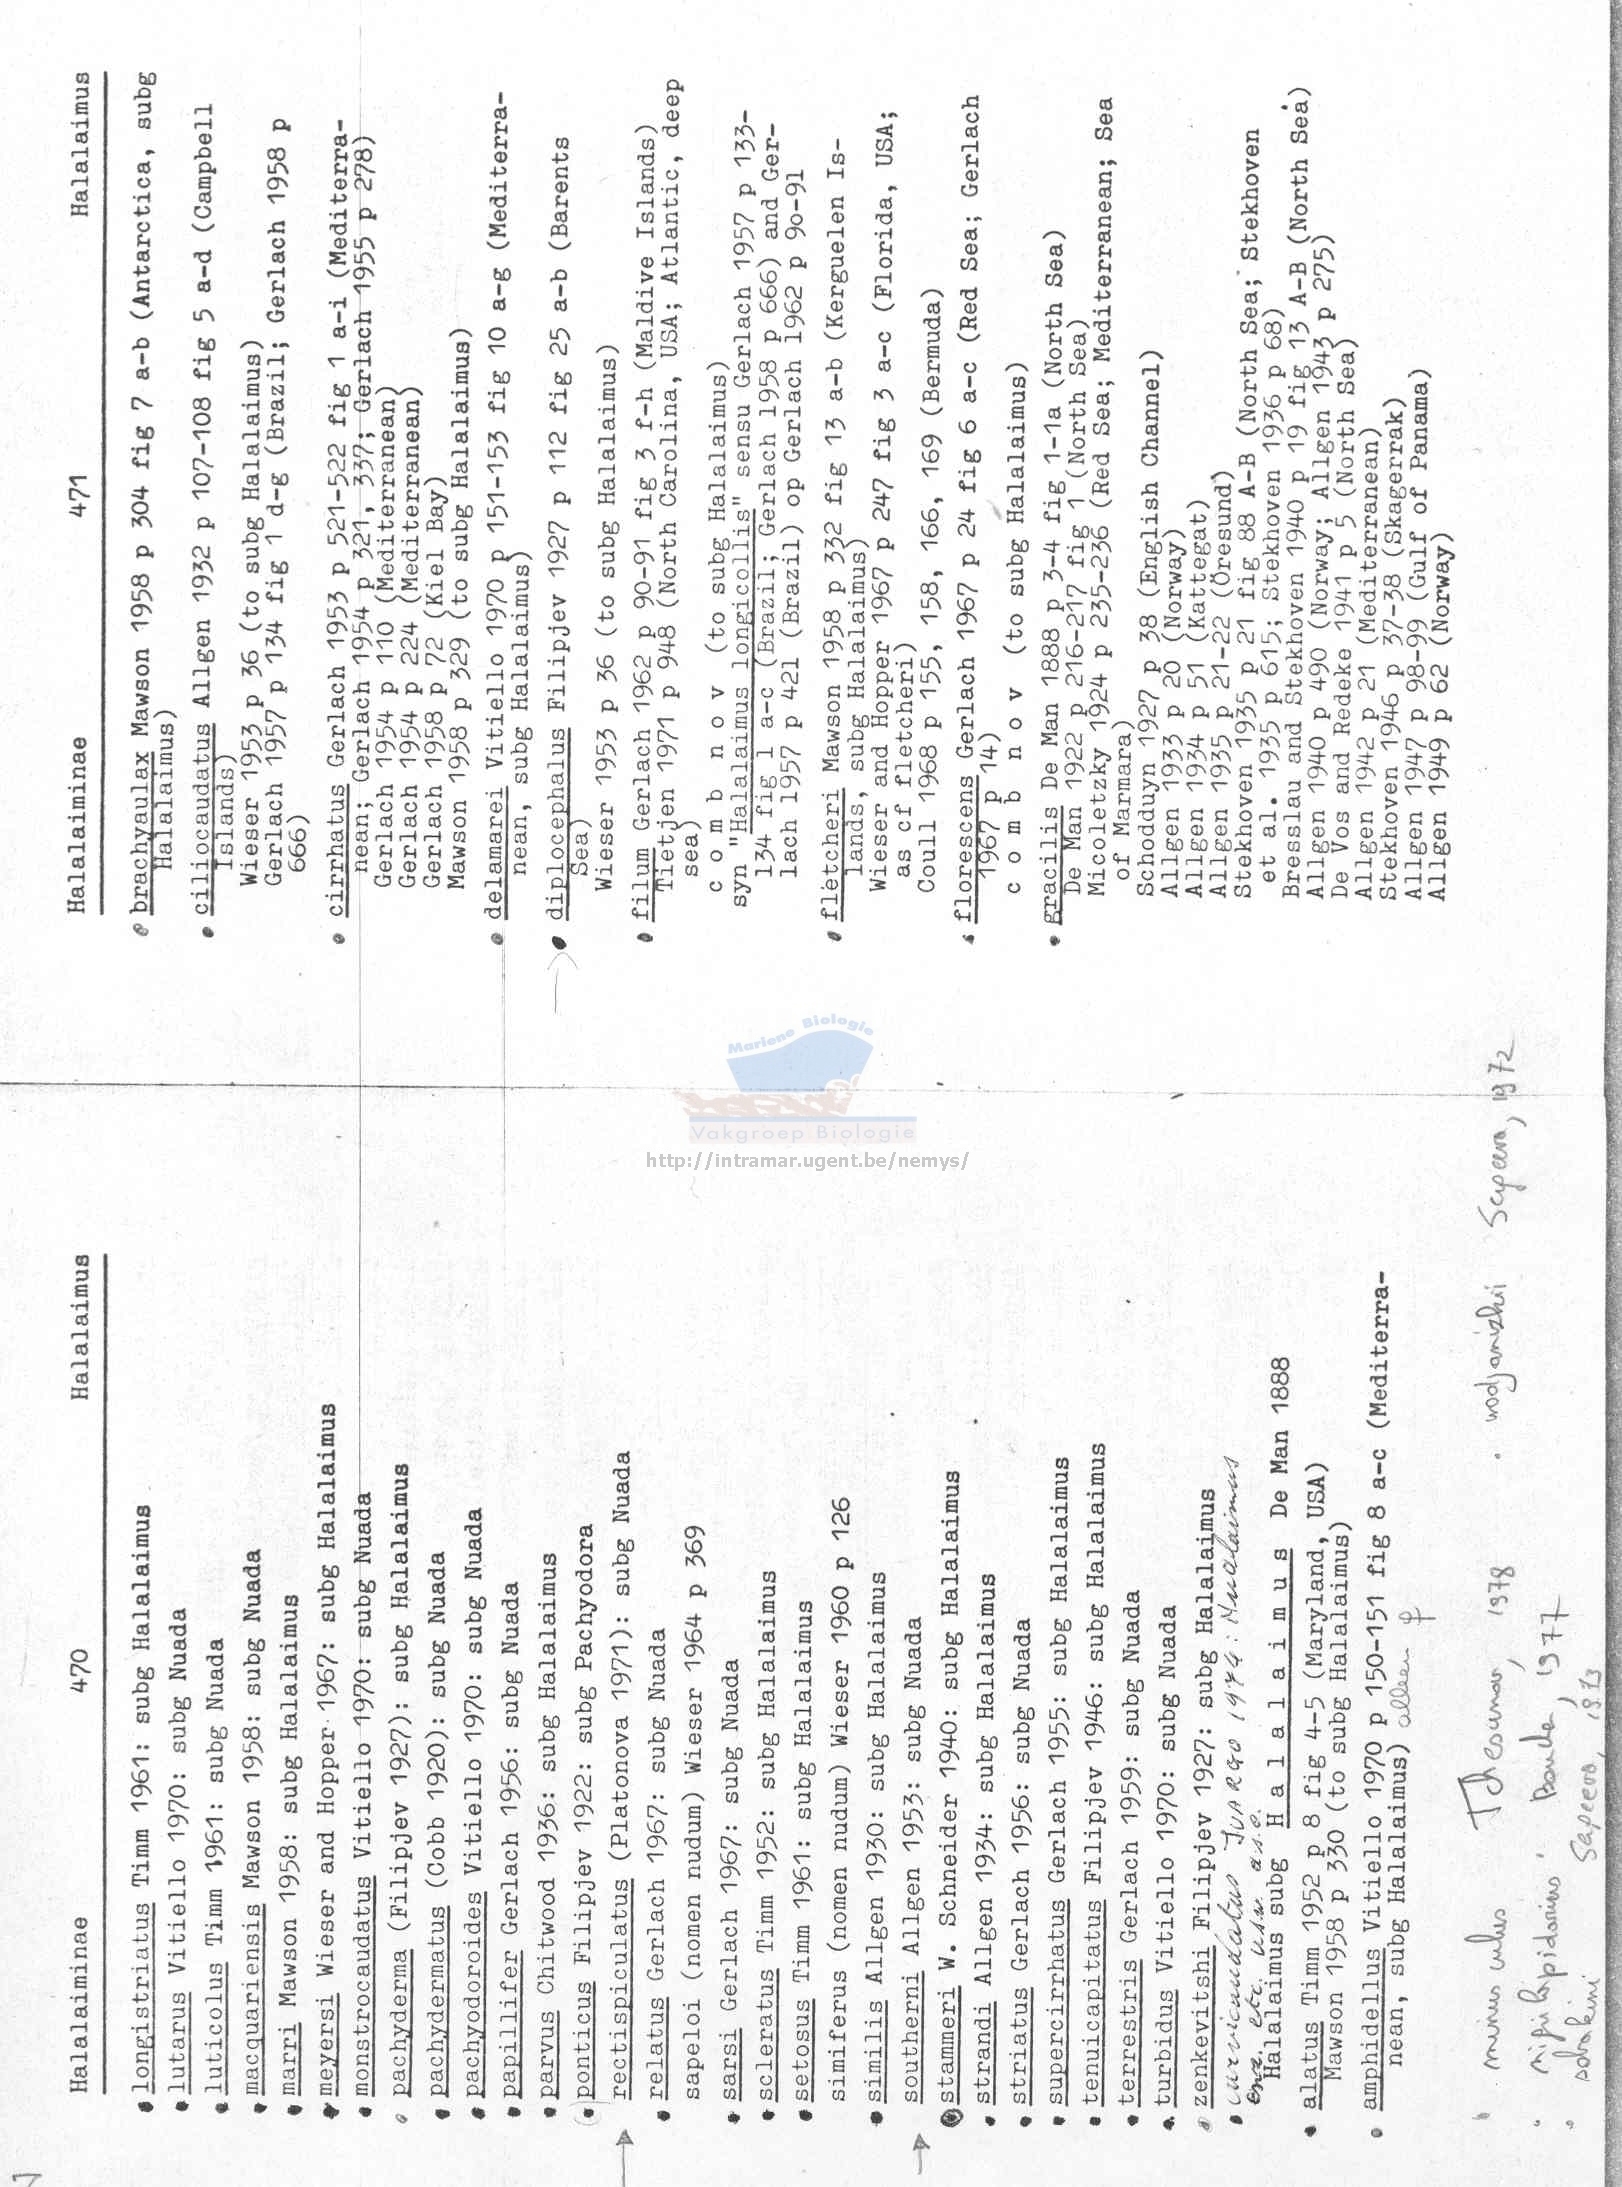 Halalaiminae 470 Halalaimus
longistriatus Timm 1961: subg Halalaimus
lutarus Vitiello 1970: subg Nuada
luticolus Timm 1961: subg Nuada
macquariensis Mawson 1958: subg Nuada
marri Mawson 1958: subg Halalaimus
meyersi Wieser and Hopper 1967: subg Halalaimus
monstrocaudatus Vitiello 1970: subg Nuada
pachyderma (Filipjev 1927): subg Halalaimus
pachydermatus (Cobb 1920): subg Nuada
pachyodoroides Vitiello 1970: subg Nuada
papillifer Gerlach 1956: subg Nuada
parvus Chitwood 1936: subg Halalaimus
ponticus Filipjev 1922: subg Pachyodora
rectispiculatus (Platonova 1971): subg Nuada
relatus Gerlach 1967: subg Nuada
sapeloi (nomen nudum) Wieser 1964 p 369
sarsi Gerlach 1967: subg Nuada
scleratus Timm 1952: subg Halalaimus
setosus Timm 1961: subg Halalaimus
simiferus (nomen nudum) Wieser 1960 p 126
similis Allgen 1930: subg Halalaimus
southerni Allgen 1953: subg Nuada
stammeri W. Schneider 1940: subg Halalaimus
strandi Allgen 1934: subg Halalaimus
striatus Gerlach 1956: subg Nuada
supercirrhatus Gerlach 1955: subg Halalaimus
tenuicapitatus Filipjev 1946: subg Halalaimus
terrestris Gerlach 1959: subg Nuada
turbidus Vitiello 1970: subg Nuada
zenkevitshi Filipjev 1927: subg Halalaimus
curvicaudatus JUARGO 1974: Halalaimus
Halalaimus subg H a l a l a i m u s De Man 1888
alatus Timm 1952 p 8 fig 4-5 (Maryland, USA)
Mawson 1958 p 330 (to subg Halalaimus)
amphidellus Vitiello 1970 p 150-151 fig 8 a-c (Mediterra-
nean, subg Halalaimus) alleen ♀
minusculus Tchesunov, 1978
wodjanizkii Sergeeva, 1972
1977
1973
Halalaiminae 471 Halalaimus
brachyaulax Mawson 1958 p 304 fig 7 a-b (Antarctica, subg
Halalaimus)
ciliocaudatus Allgen 1932 p 107-108 fig 5 a-d (Campbell
Islands)
Wieser 1953 p 36 (to subg Halalaimus)
Gerlach 1957 p 134 fig 1 d-g (Brazil; Gerlach 1958 p
666)
cirrhatus Gerlach 1953 p 521-522 fig 1 a-i (Mediterra-
nean; Gerlach 1954 p 321, 337; Gerlach 1955 p 278)
Gerlach 1954 p 110 (Mediterranean)
Gerlach 1954 p 224 (Mediterranean)
Gerlach 1958 p 72 (Kiel Bay)
Mawson 1958 p 329 (to subg Halalaimus)
delamarei Vitiello 1970 p 151-153 fig 10 a-g (Mediterra-
nean, subg Halalaimus)
diplocephalus Filipjev 1927 p 112 fig 25 a-b (Barents
Sea)
Wieser 1953 p 36 (to subg Halalaimus)
filum Gerlach 1962 p 90-91 fig 3 f-h (Maldive Islands)
Tietjen 1971 p 948 (North Carolina, USA; Atlantic, deep
sea)
c o m b n o v (to subg Halalaimus)
syn "Halalaimus longicollis" sensu Gerlach 1957 p 133-
134 fig 1 a-c (Brazil; Gerlach 1958 p 666) and Ger-
lach 1957 p 421 (Brazil) op Gerlach 1962 p 90-91
fletcheri Mawson 1958 p 332 fig 13 a-b (Kerguelen Is-
lands, subg Halalaimus)
Wieser and Hopper 1967 p 247 fig 3 a-c (Florida, USA;
as cf fletcheri)
Coull 1968 p 155, 158, 166, 169 (Bermuda)
florescens Gerlach 1967 p 24 fig 6 a-c (Red Sea; Gerlach
1967 p 14)
c o m b n o v (to subg Halalaimus)
gracilis De Man 1888 p 3-4 fig 1-1a (North Sea)
De Man 1922 p 216-217 fig 1 (North Sea)
Micoletzky 1924 p 235-236 (Red Sea; Mediterranean; Sea
of Marmara)
Schodduyn 1927 p 38 (English Channel)
Allgen 1933 p 20 (Norway)
Allgen 1934 p 51 (Kattegat)
Allgen 1935 p 21-22 (Öresund)
Stekhoven 1935 p 21 fig 88 A-B (North Sea; Stekhoven
et al. 1935 p 615; Stekhoven 1936 p 68)
Bresslau and Stekhoven 1940 p 19 fig 13 A-B (North Sea)
Allgen 1940 p 490 (Norway; Allgen 1943 p 275)
De Vos and Redeke 1941 p 5 (North Sea)
Allgen 1942 p 21 (Mediterranean)
Stekhoven 1946 p 37-38 (Skagerrak)
Allgen 1947 p 98-99 (Gulf of Panama)
Allgen 1949 p 62 (Norway)
Mariene Biologie
Vakgroep Biologie
http://intramar.ugent.be/nemys/